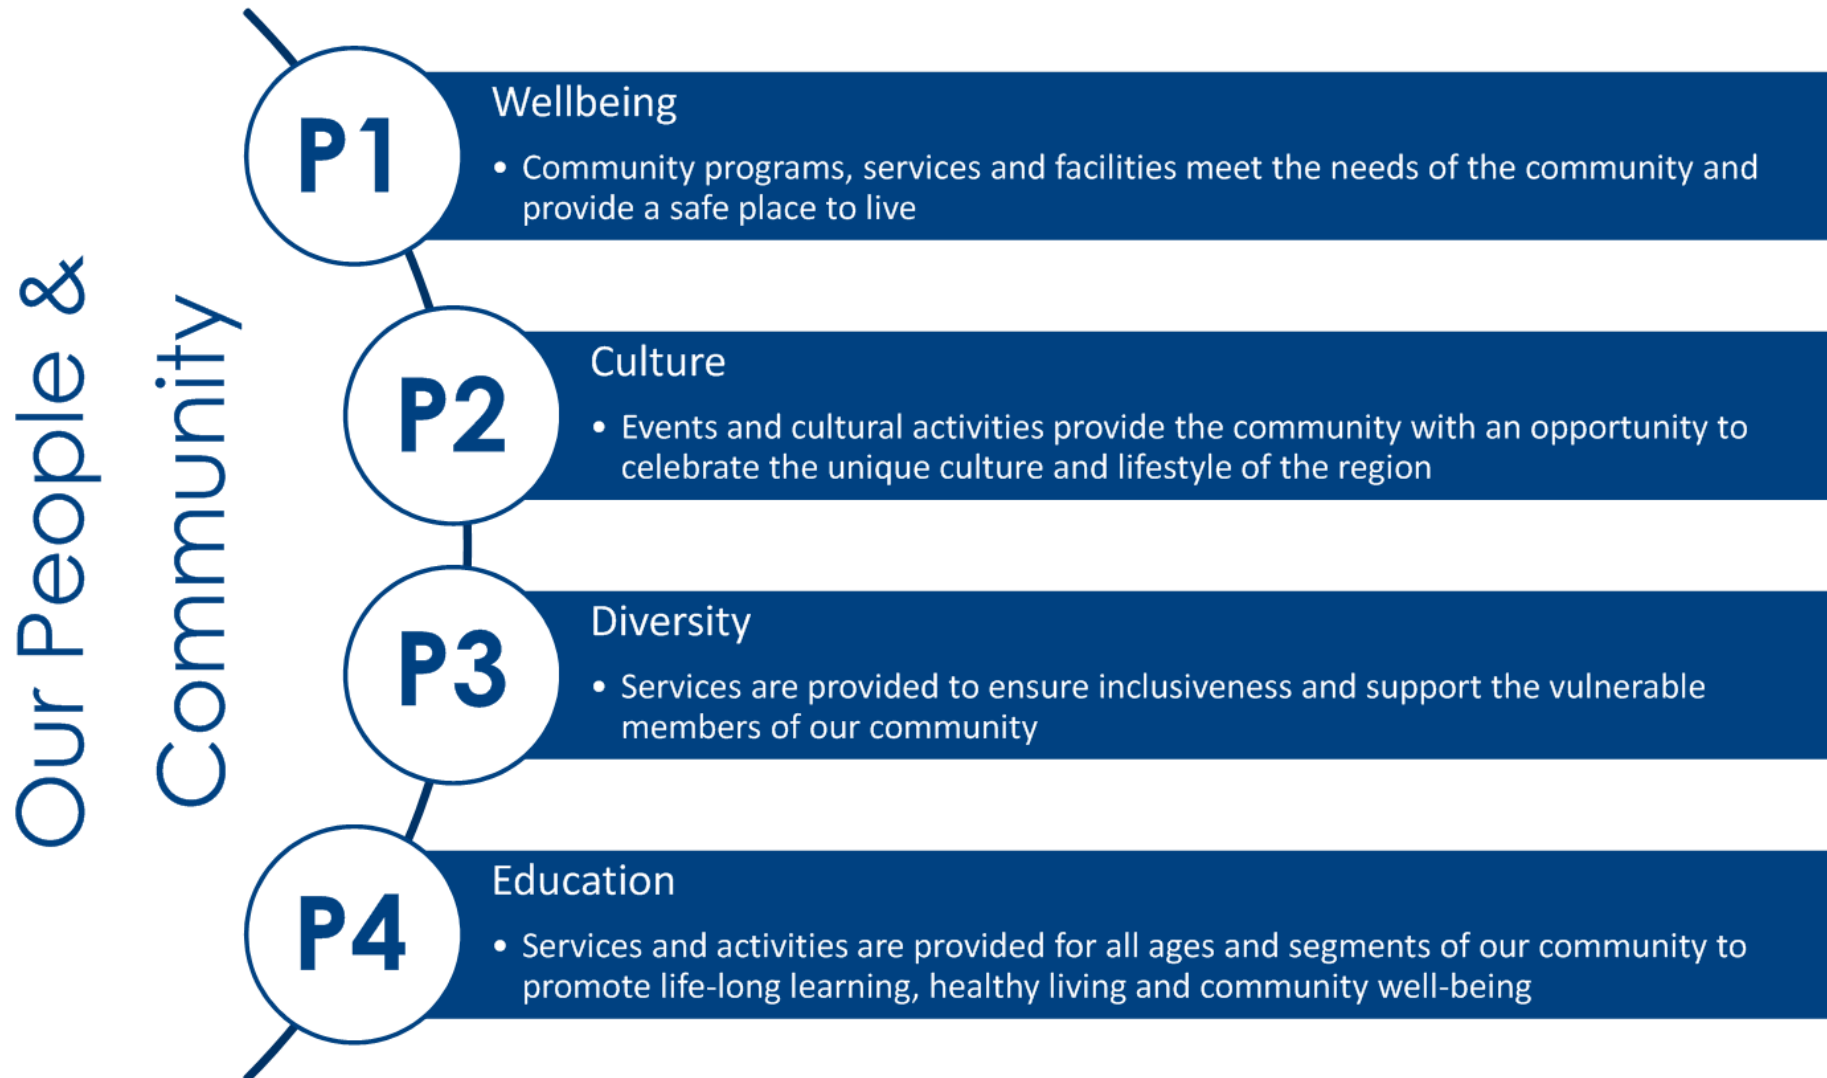 Our People &
Community
P1
Wellbeing
• Community programs, services and facilities meet the needs of the community and
provide a safe place to live
P2
Culture
• Events and cultural activities provide the community with an opportunity to
celebrate the unique culture and lifestyle of the region
P3
Diversity
• Services are provided to ensure inclusiveness and support the vulnerable
members of our community
P4
Education
• Services and activities are provided for all ages and segments of our community to
promote life-long learning, healthy living and community well-being